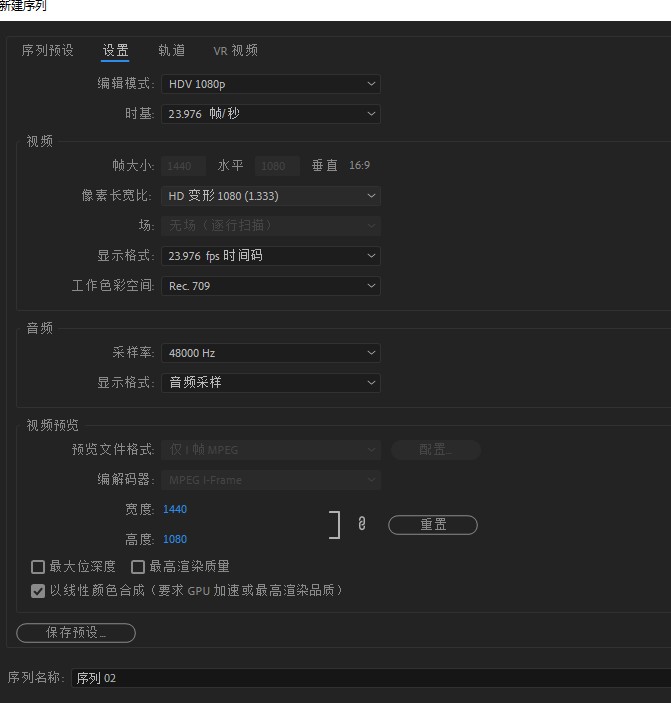 新建序列
序列预设 设置 轨道 VR 视频
编辑模式: HDV 1080p
时基: 23.976 帧/秒
视频
帧大小: 1440 水平 1080 垂直 16:9
像素长宽比: HD 变形 1080 (1.333)
场: 无场（逐行扫描）
显示格式: 23.976 fps 时间码
工作色彩空间: Rec. 709
音频
采样率: 48000 Hz
显示格式: 音频采样
视频预览
预览文件格式: 仅 I 帧 MPEG 配置...
编解码器: MPEG I-Frame
宽度: 1440
高度: 1080
重置
最大位深度 最高渲染质量
以线性颜色合成（要求 GPU 加速或最高渲染品质）
保存预设...
序列名称: 序列 02